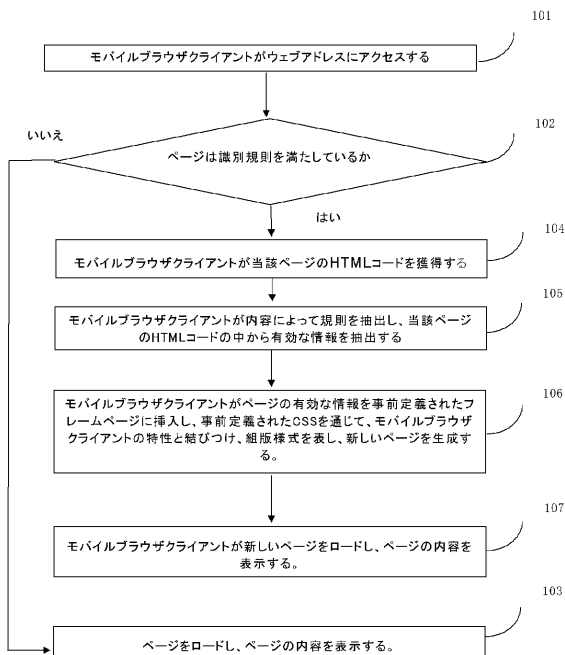 101
モバイルブラウザクライアントがウェブアドレスにアクセスする
いいえ
102
ページは識別規則を満たしているか
はい
104
モバイルブラウザクライアントが当該ページのHTMLコードを獲得する
105
モバイルブラウザクライアントが内容によって規則を抽出し、当該ページ
のHTMLコードの中から有効な情報を抽出する
106
モバイルブラウザクライアントがページの有効な情報を事前定義されたフ
レームページに挿入し、事前定義されたCSSを通じて、モバイルブラウザ
クライアントの特性と結びつけ、組版様式を表し、新しいページを生成す
る。
107
モバイルブラウザクライアントが新しいページをロードし、ページの内容を
表示する。
103
ページをロードし、ページの内容を表示する。